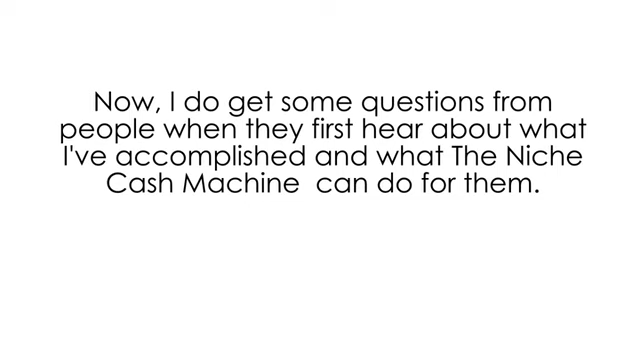 Now, I do get some questions from
people when they first hear about what
I've accomplished and what The Niche
Cash Machine  can do for them.